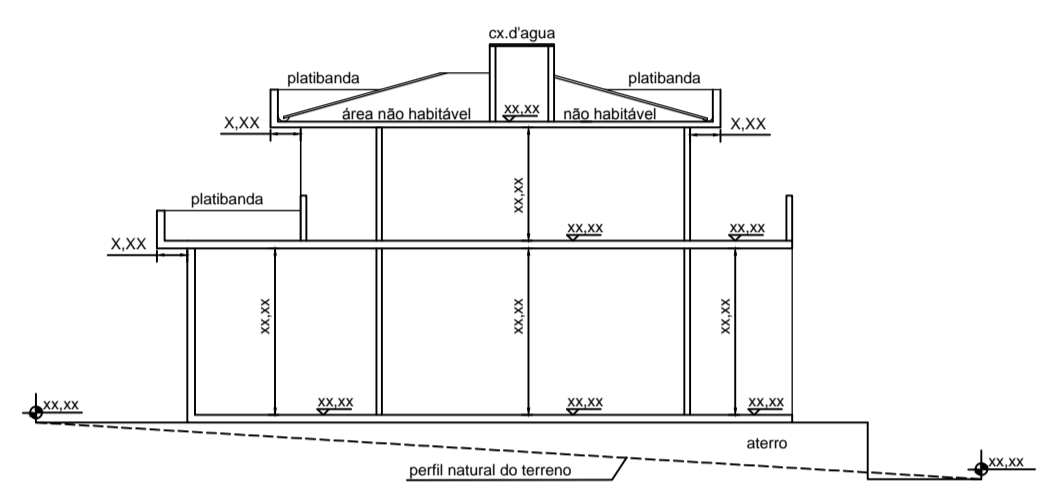 cx.d'agua
platibanda
platibanda
área não habitável
xx,xx
não habitável
X,XX
X,XX
xx,xx
platibanda
xx,xx
xx,xx
X,XX
xx,xx
xx,xx
xx,xx
xx,xx
xx,xx
xx,xx
xx,xx
aterro
perfil natural do terreno
xx,xx